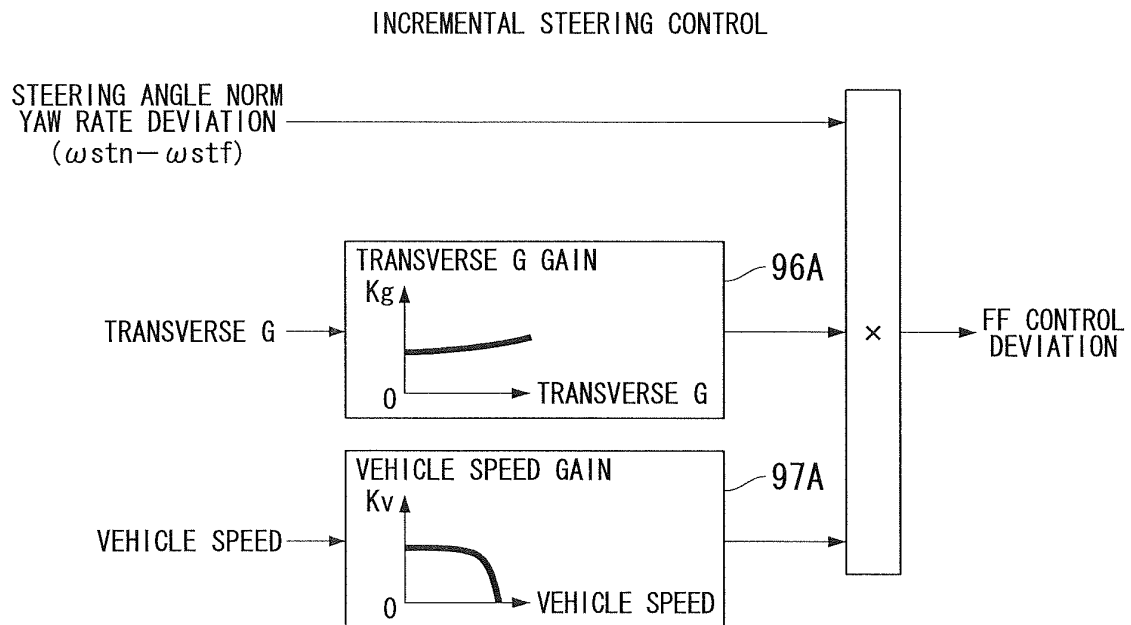 INCREMENTAL STEERING CONTROL
STEERING ANGLE NORM
YAW RATE DEVIATION
(ωstn－ωstf)
TRANSVERSE G GAIN
Kg
96A
TRANSVERSE G
0
TRANSVERSE G
×
FF CONTROL
DEVIATION
VEHICLE SPEED GAIN
Kv
97A
VEHICLE SPEED
0
VEHICLE SPEED